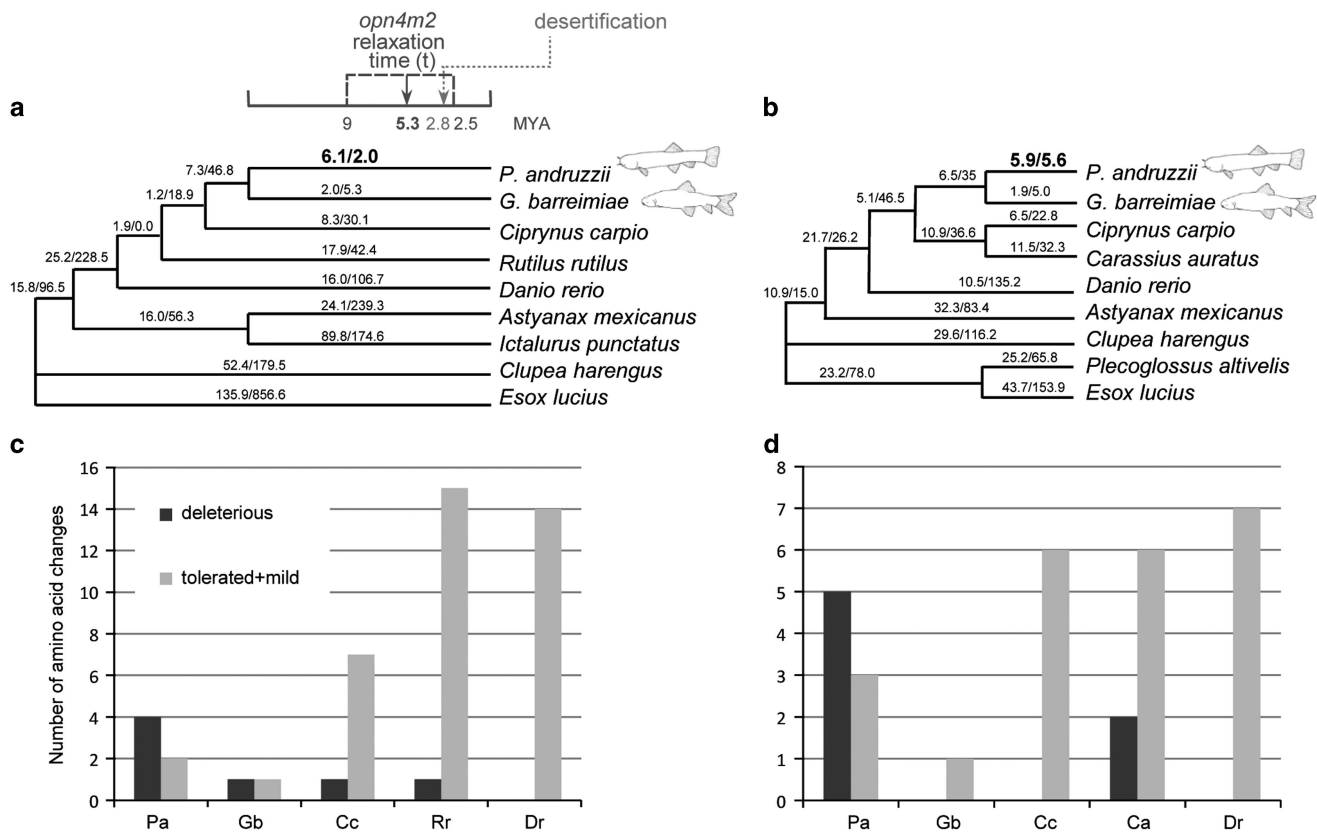 opn4m2
relaxation
time (t)
desertification
9 5.3 2.8 2.5 MYA
a
6.1/2.0
7.3/46.8
P. andruzzii
1.2/18.9
2.0/5.3
G. barreimiae
1.9/0.0
8.3/30.1
Ciprynus carpio
25.2/228.5
17.9/42.4
Rutilus rutilus
15.8/96.5
16.0/106.7
Danio rerio
24.1/239.3
16.0/56.3
Astyanax mexicanus
89.8/174.6
Ictalurus punctatus
52.4/179.5
Clupea harengus
135.9/856.6
Esox lucius
b
5.9/5.6
6.5/35
P. andruzzii
5.1/46.5
1.9/5.0
G. barreimiae
6.5/22.8
Ciprynus carpio
21.7/26.2
10.9/36.6
11.5/32.3
Carassius auratus
10.9/15.0
10.5/135.2
Danio rerio
32.3/83.4
Astyanax mexicanus
29.6/116.2
Clupea harengus
25.2/65.8
Plecoglossus altivelis
23.2/78.0
43.7/153.9
Esox lucius
c
Number of amino acid changes
16
14
12
10
8
6
4
2
0
deleterious
tolerated+mild
Pa Gb Cc Rr Dr
d
8
7
6
5
4
3
2
1
0
Pa Gb Cc Ca Dr